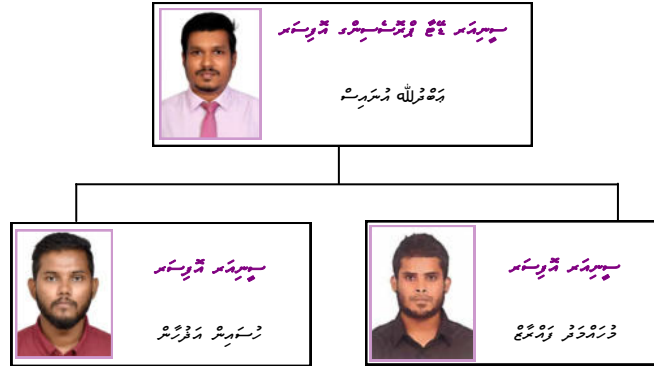 ސީނިއަރ ޑޭޓާ ޕްރޮސެސިންގ އޮފިސަރ
ޢަބްދުﷲ އުނައިސް
ސީނިއަރ އޮފިސަރ
ހުސައިން އަޛުހާން
ސީނިއަރ އޮފިސަރ
މުހައްމަދު ފައްރާޒް